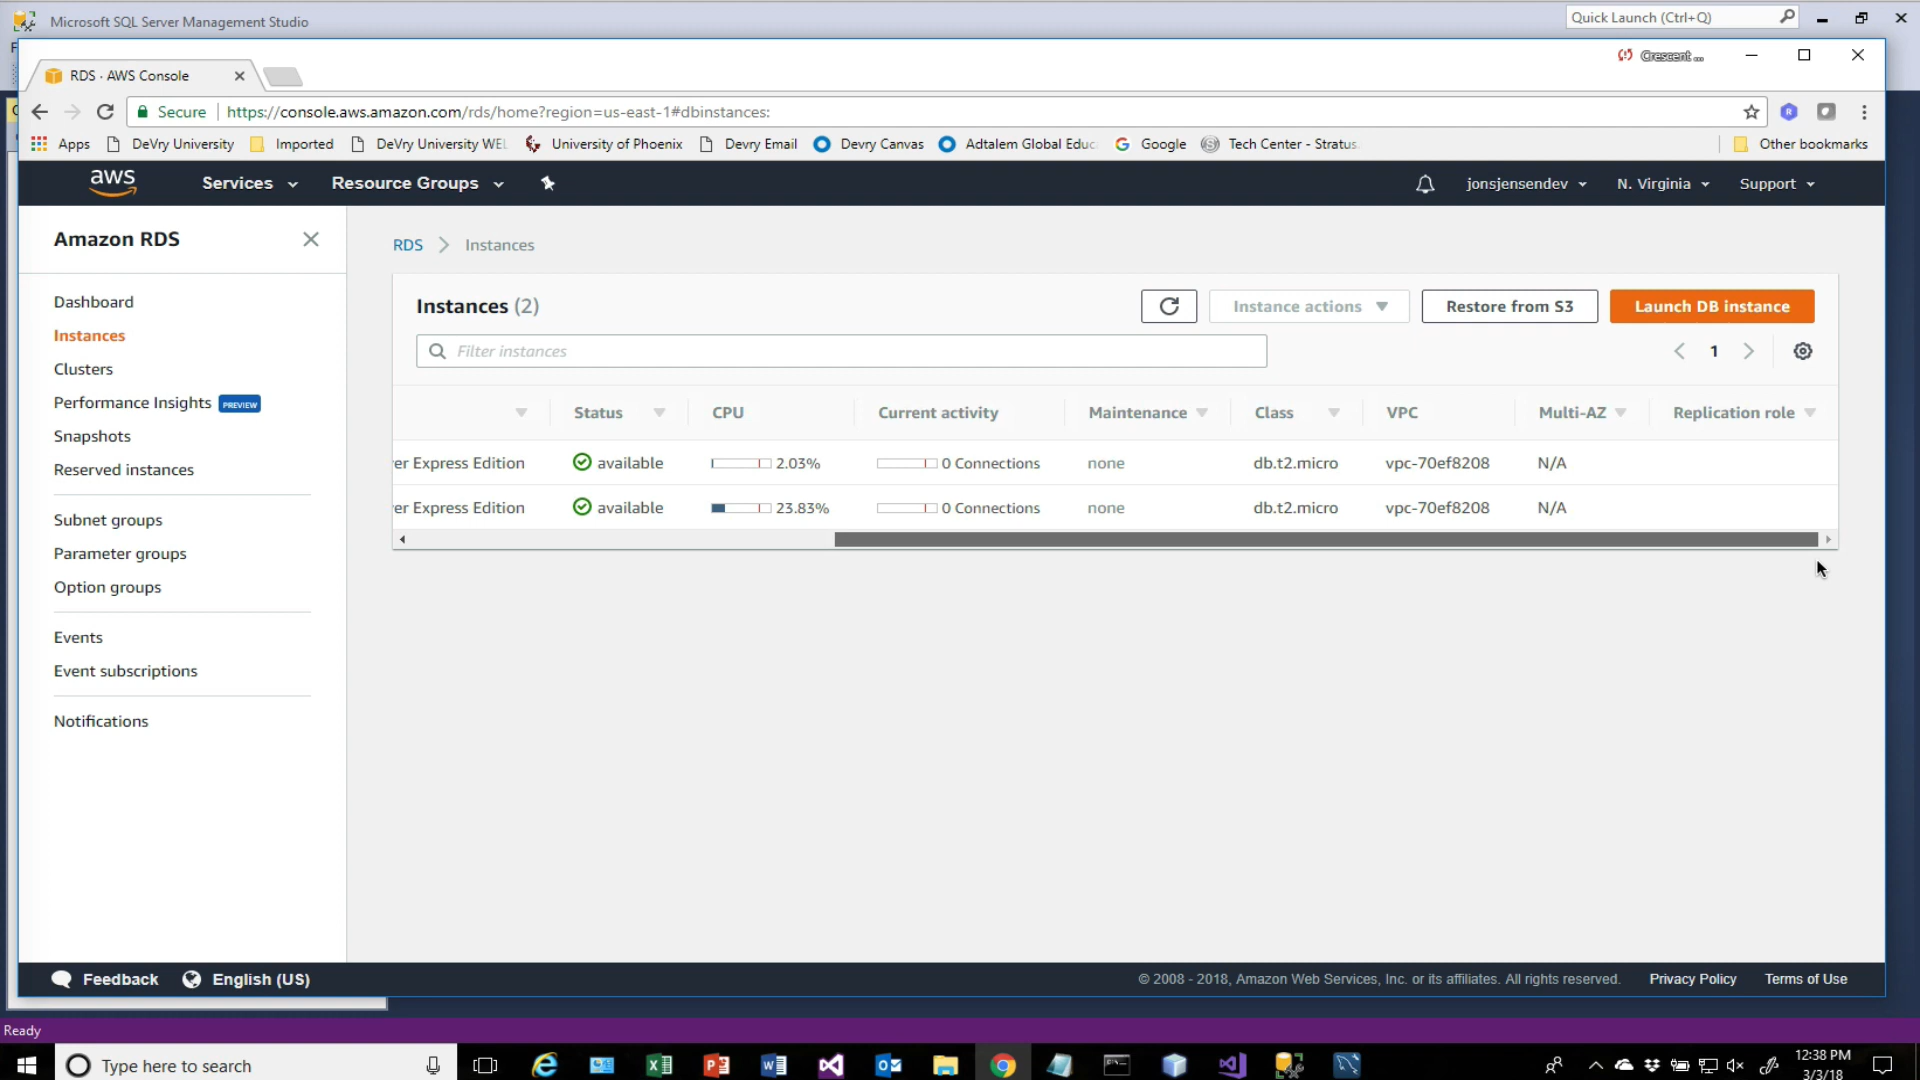 Microsoft SQL Server Management Studio
Quick Launch (Ctrl+Q)
Crescent ...
RDS · AWS Console
Secure https://console.aws.amazon.com/rds/home?region=us-east-1#dbinstances:
Apps DeVry University Imported DeVry University WEL University of Phoenix Devry Email Devry Canvas Adtalem Global Educ Google Tech Center - Stratus. Other bookmarks
aws Services Resource Groups jonsjensendev N. Virginia Support
Amazon RDS
Dashboard
Instances
Clusters
Performance Insights PREVIEW
Snapshots
Reserved instances
Subnet groups
Parameter groups
Option groups
Events
Event subscriptions
Notifications
RDS Instances
Instances (2) Instance actions Restore from S3 Launch DB instance
Filter instances 1
Status CPU Current activity Maintenance Class VPC Multi-AZ Replication role
er Express Edition available 2.03% 0 Connections none db.t2.micro vpc-70ef8208 N/A
er Express Edition available 23.83% 0 Connections none db.t2.micro vpc-70ef8208 N/A
Feedback English (US) © 2008 - 2018, Amazon Web Services, Inc. or its affiliates. All rights reserved. Privacy Policy Terms of Use
Ready
Type here to search
12:38 PM
3/3/18